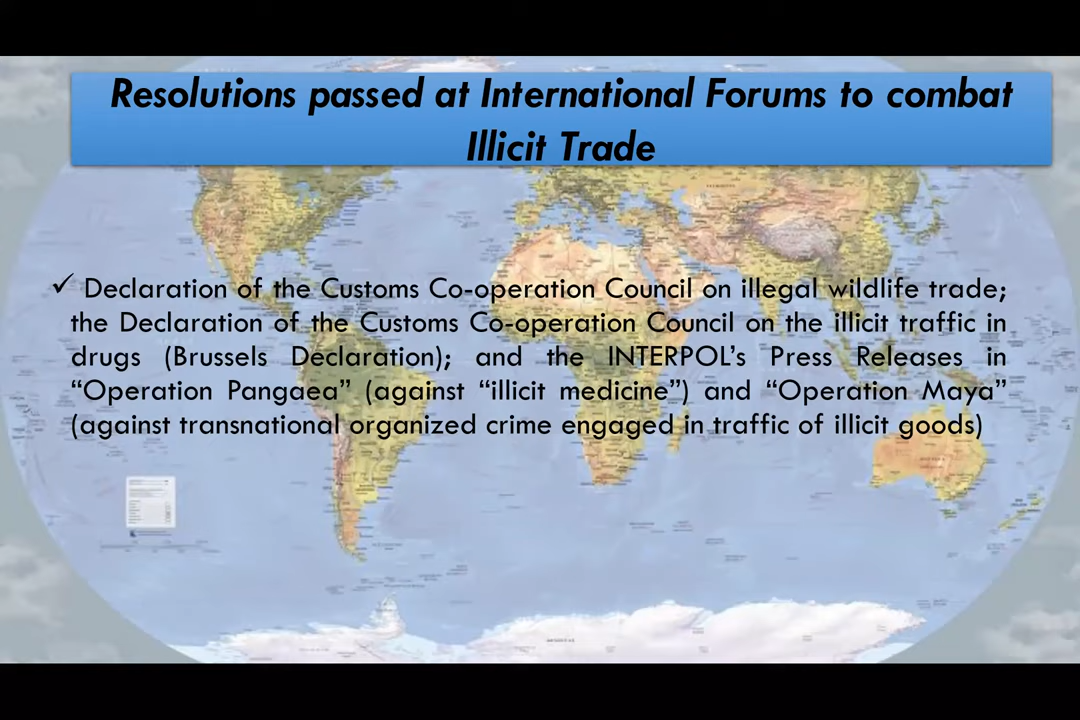 Resolutions passed at International Forums to combat
Illicit Trade
✓ Declaration of the Customs Co-operation Council on illegal wildlife trade;
the Declaration of the Customs Co-operation Council on the illicit traffic in
drugs (Brussels Declaration); and the INTERPOL’s Press Releases in
“Operation Pangaea” (against “illicit medicine”) and “Operation Maya”
(against transnational organized crime engaged in traffic of illicit goods)